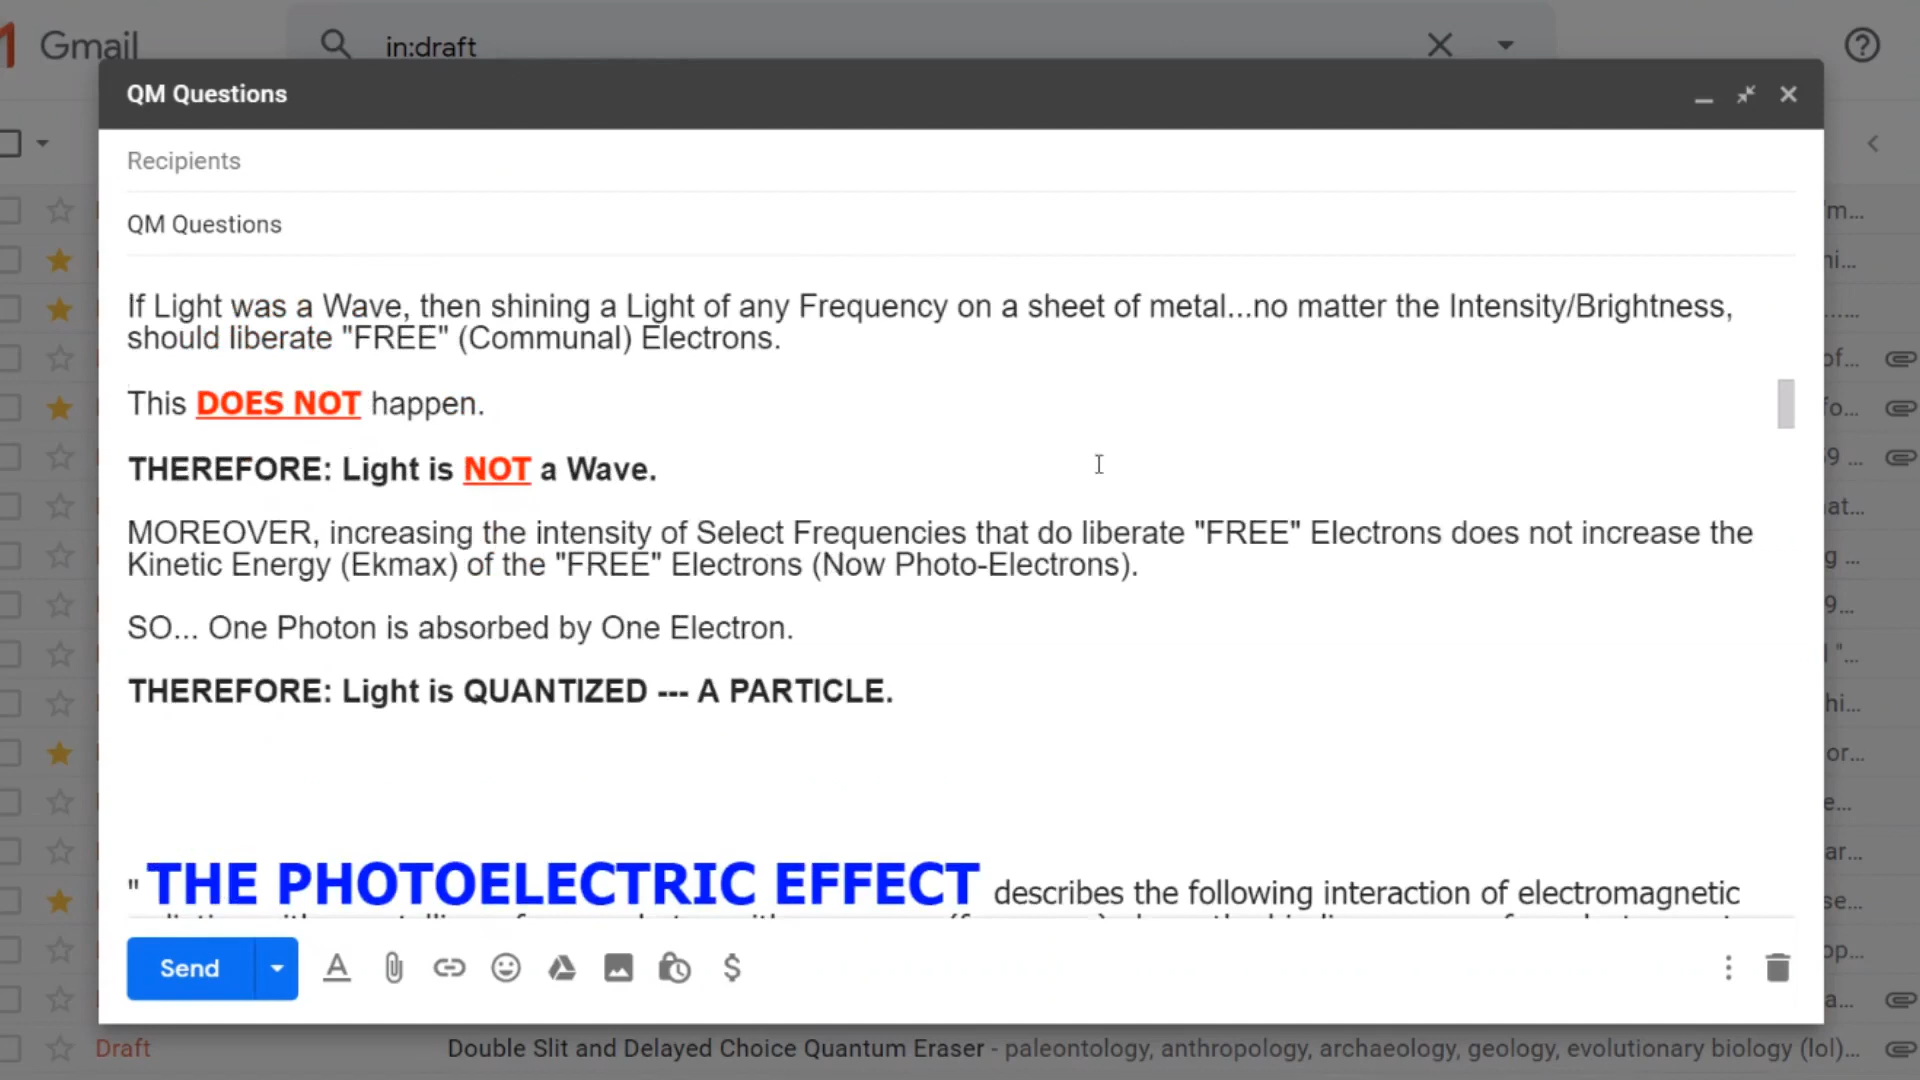 Gmail
in:draft
QM Questions
Recipients
QM Questions
If Light was a Wave, then shining a Light of any Frequency on a sheet of metal...no matter the Intensity/Brightness,
should liberate "FREE" (Communal) Electrons.
This DOES NOT happen.
THEREFORE: Light is NOT a Wave.
MOREOVER, increasing the intensity of Select Frequencies that do liberate "FREE" Electrons does not increase the
Kinetic Energy (Ekmax) of the "FREE" Electrons (Now Photo-Electrons).
SO... One Photon is absorbed by One Electron.
THEREFORE: Light is QUANTIZED --- A PARTICLE.
" THE PHOTOELECTRIC EFFECT describes the following interaction of electromagnetic
Send
Draft
Double Slit and Delayed Choice Quantum Eraser - paleontology, anthropology, archaeology, geology, evolutionary biology (lol)...